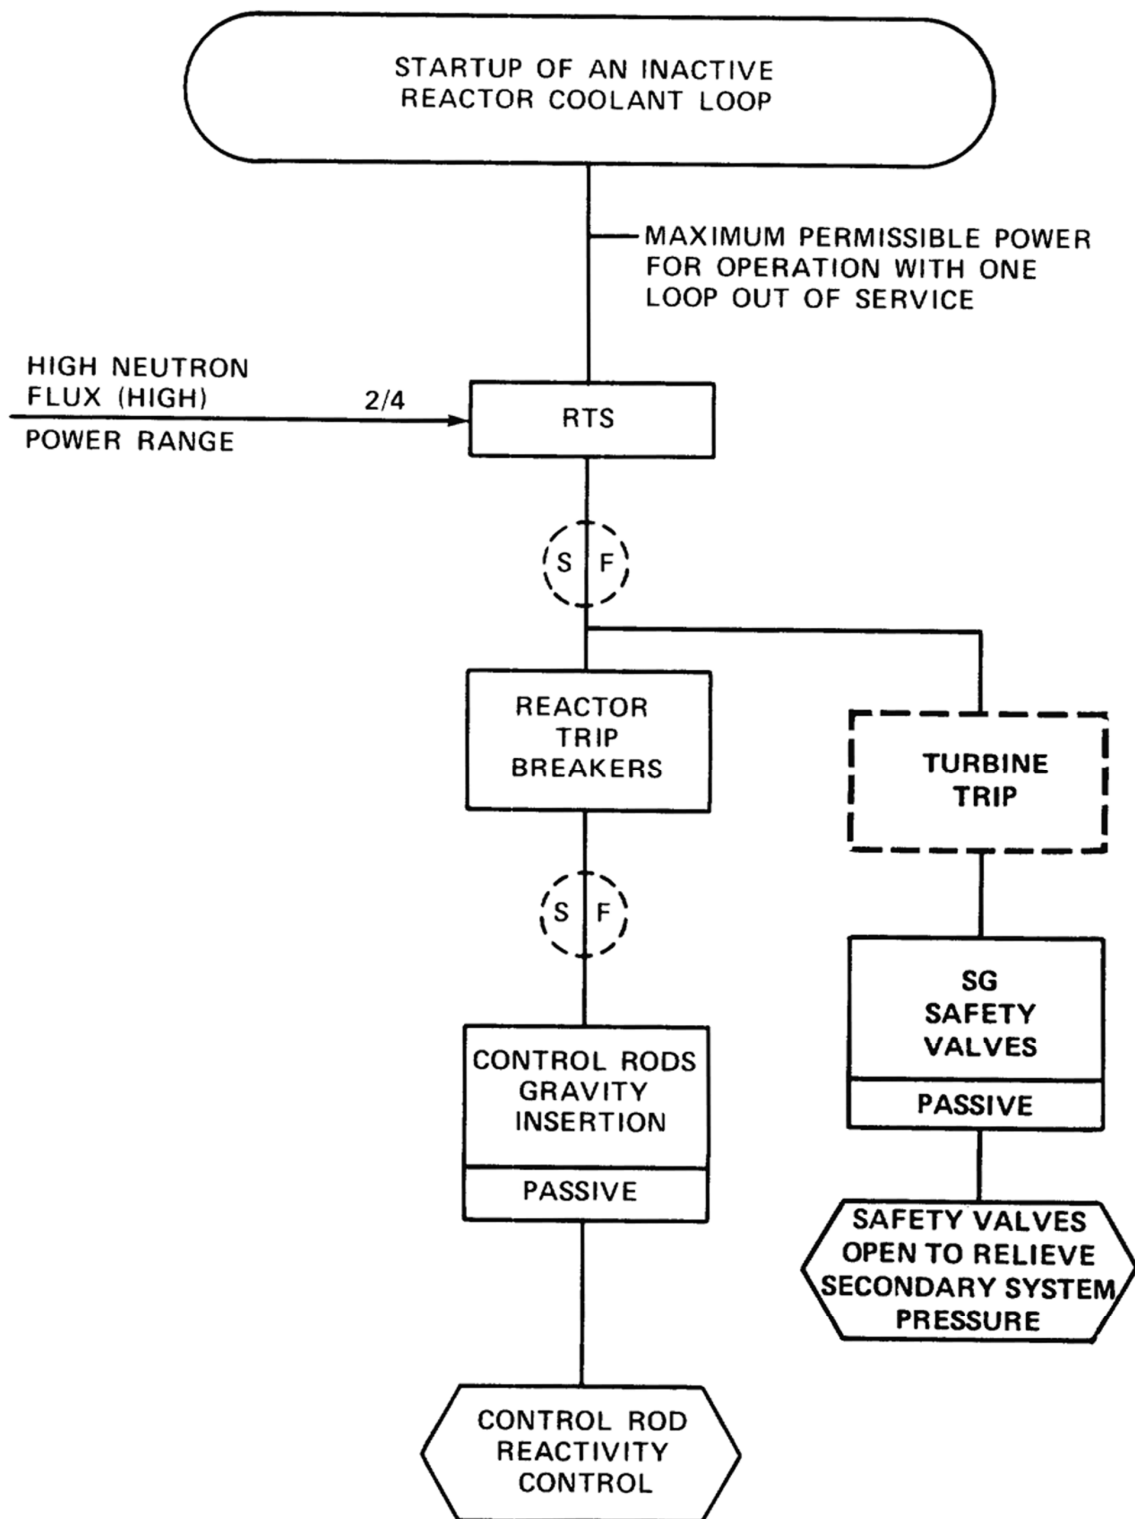 STARTUP OF AN INACTIVE
REACTOR COOLANT LOOP
MAXIMUM PERMISSIBLE POWER
FOR OPERATION WITH ONE
LOOP OUT OF SERVICE
HIGH NEUTRON
FLUX (HIGH)
2/4
POWER RANGE
RTS
S F
REACTOR
TRIP
BREAKERS
TURBINE
TRIP
S F
SG
SAFETY
VALVES
PASSIVE
CONTROL RODS
GRAVITY
INSERTION
PASSIVE
SAFETY VALVES
OPEN TO RELIEVE
SECONDARY SYSTEM
PRESSURE
CONTROL ROD
REACTIVITY
CONTROL